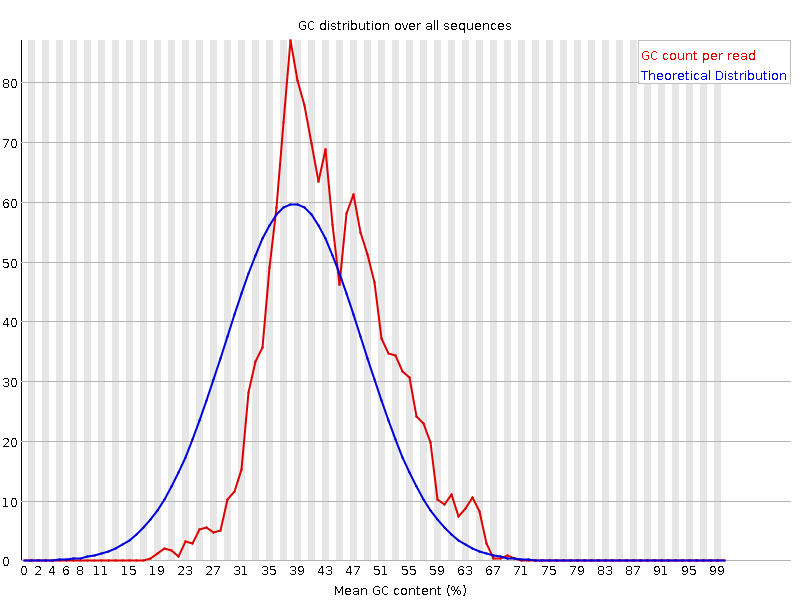 GC distribution over all sequences
GC count per read
Theoretical Distribution
80
70
60
50
40
30
20
10
0
0 2 4 6 8 11 15 19 23 27 31 35 39 43 47 51 55 59 63 67 71 75 79 83 87 91 95 99
Mean GC content (%)